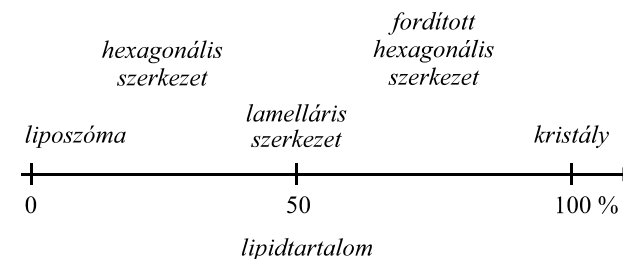 fordított
hexagonális
szerkezet
hexagonális
szerkezet
lamelláris
szerkezet
liposzóma
kristály
0
50
100 %
lipidtartalom